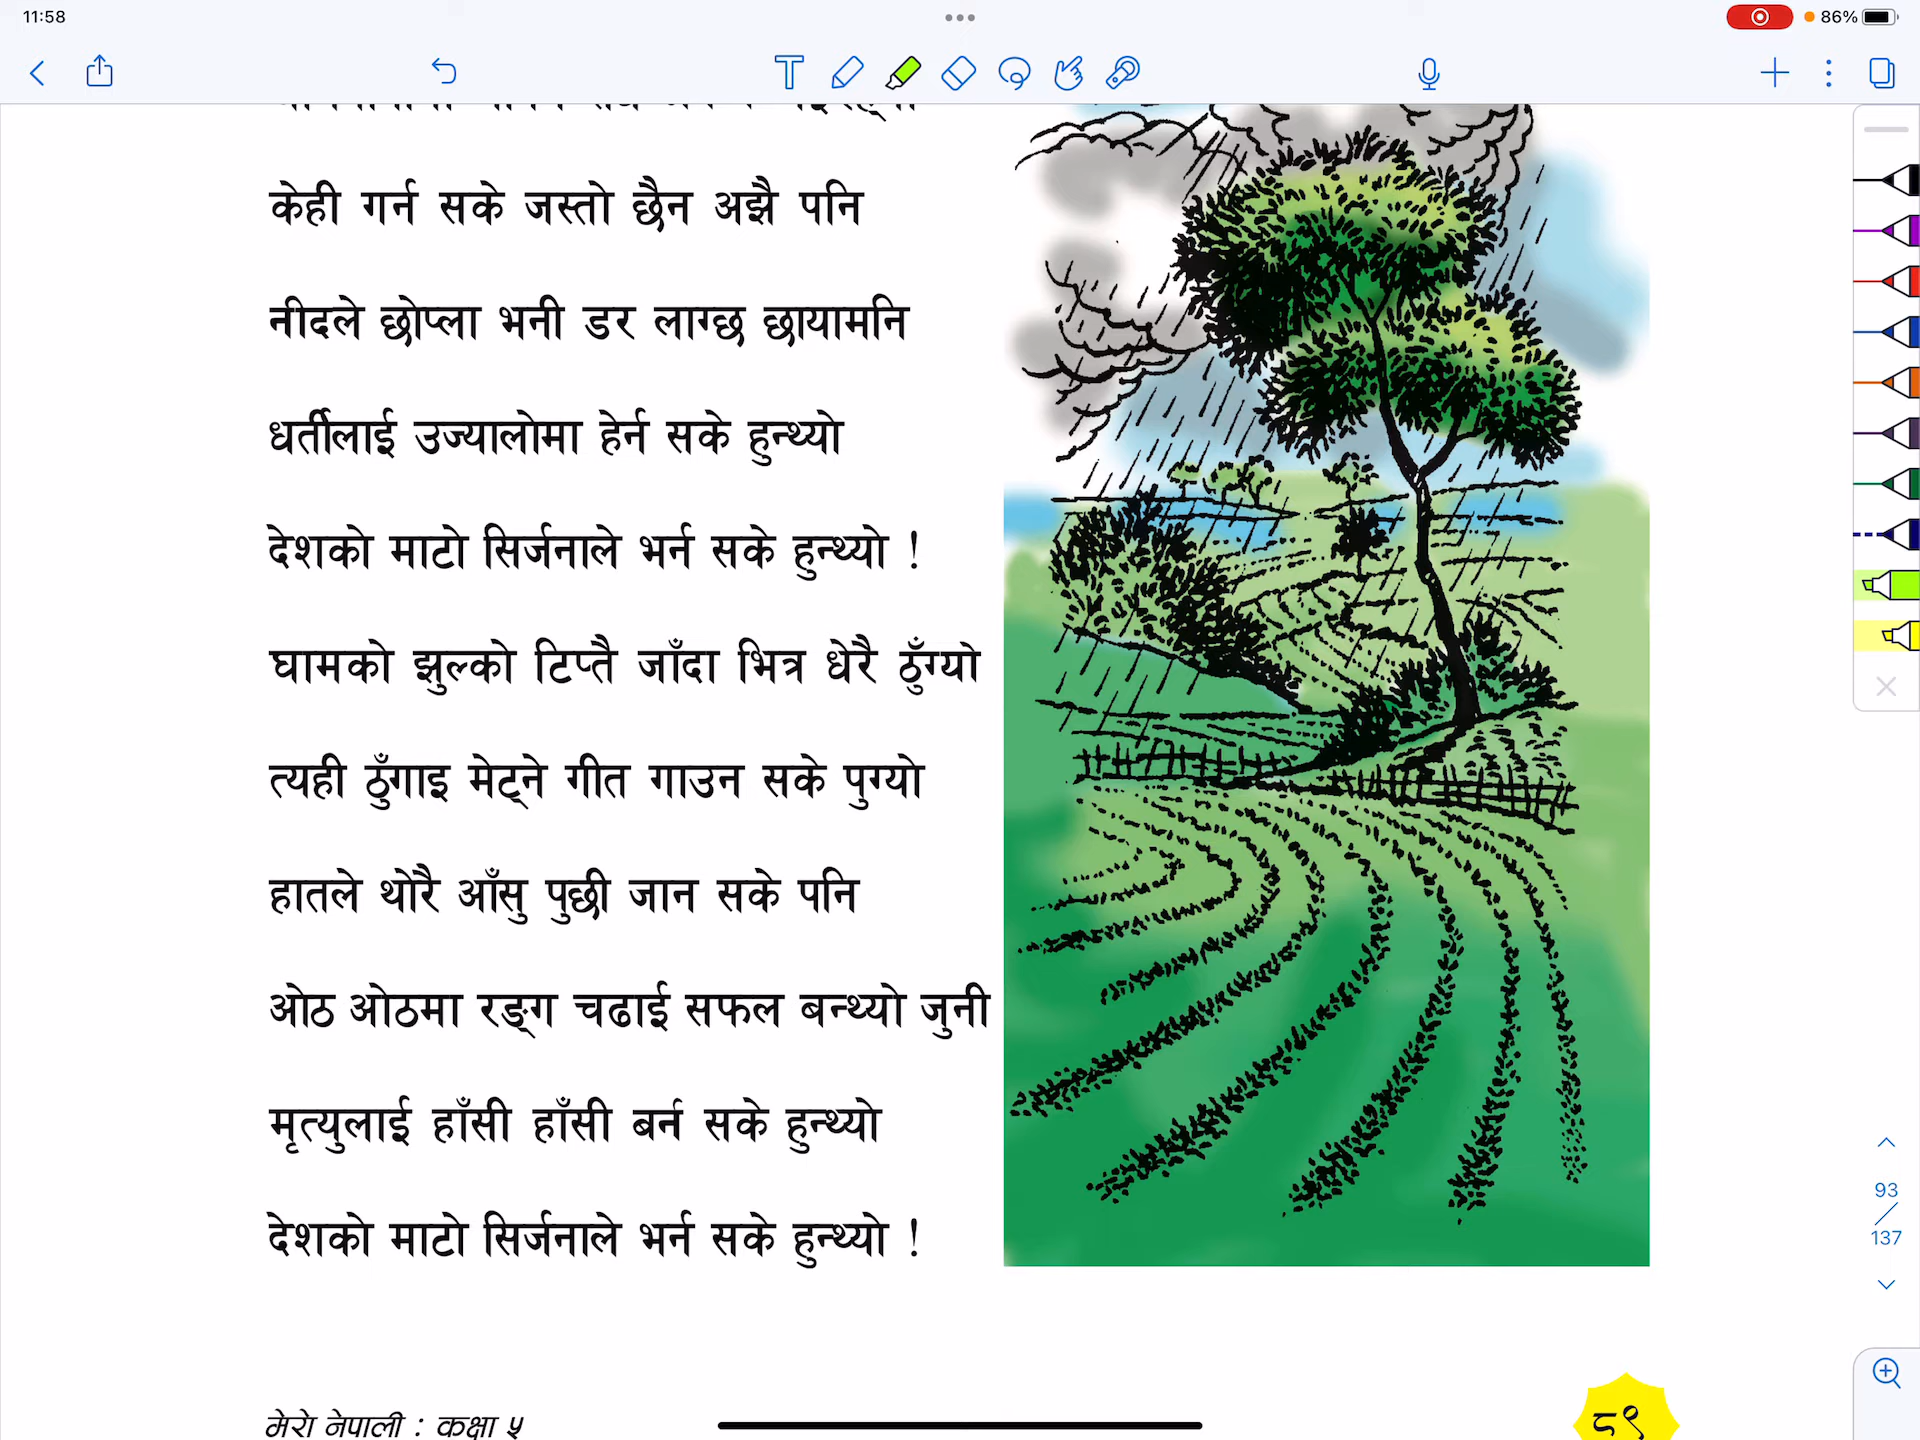 11:58
86%
केही गर्न सके जस्तो छैन अझै पनि
नीदले छोप्ला भनी डर लाग्छ छायामनि
धर्तीलाई उज्यालोमा हेर्न सके हुन्थ्यो
देशको माटो सिर्जनाले भर्न सके हुन्थ्यो !
घामको झुल्को टिप्तै जाँदा भित्र धेरै ठुँग्यो
त्यही ठुँगाइ मेट्ने गीत गाउन सके पुग्यो
हातले थोरै आँसु पुछी जान सके पनि
ओठ ओठमा रङ्ग चढाई सफल बन्थ्यो जुनी
मृत्युलाई हाँसी हाँसी बर्न सके हुन्थ्यो
देशको माटो सिर्जनाले भर्न सके हुन्थ्यो !
93
137
मेरो नेपाली : कक्षा ५
८९